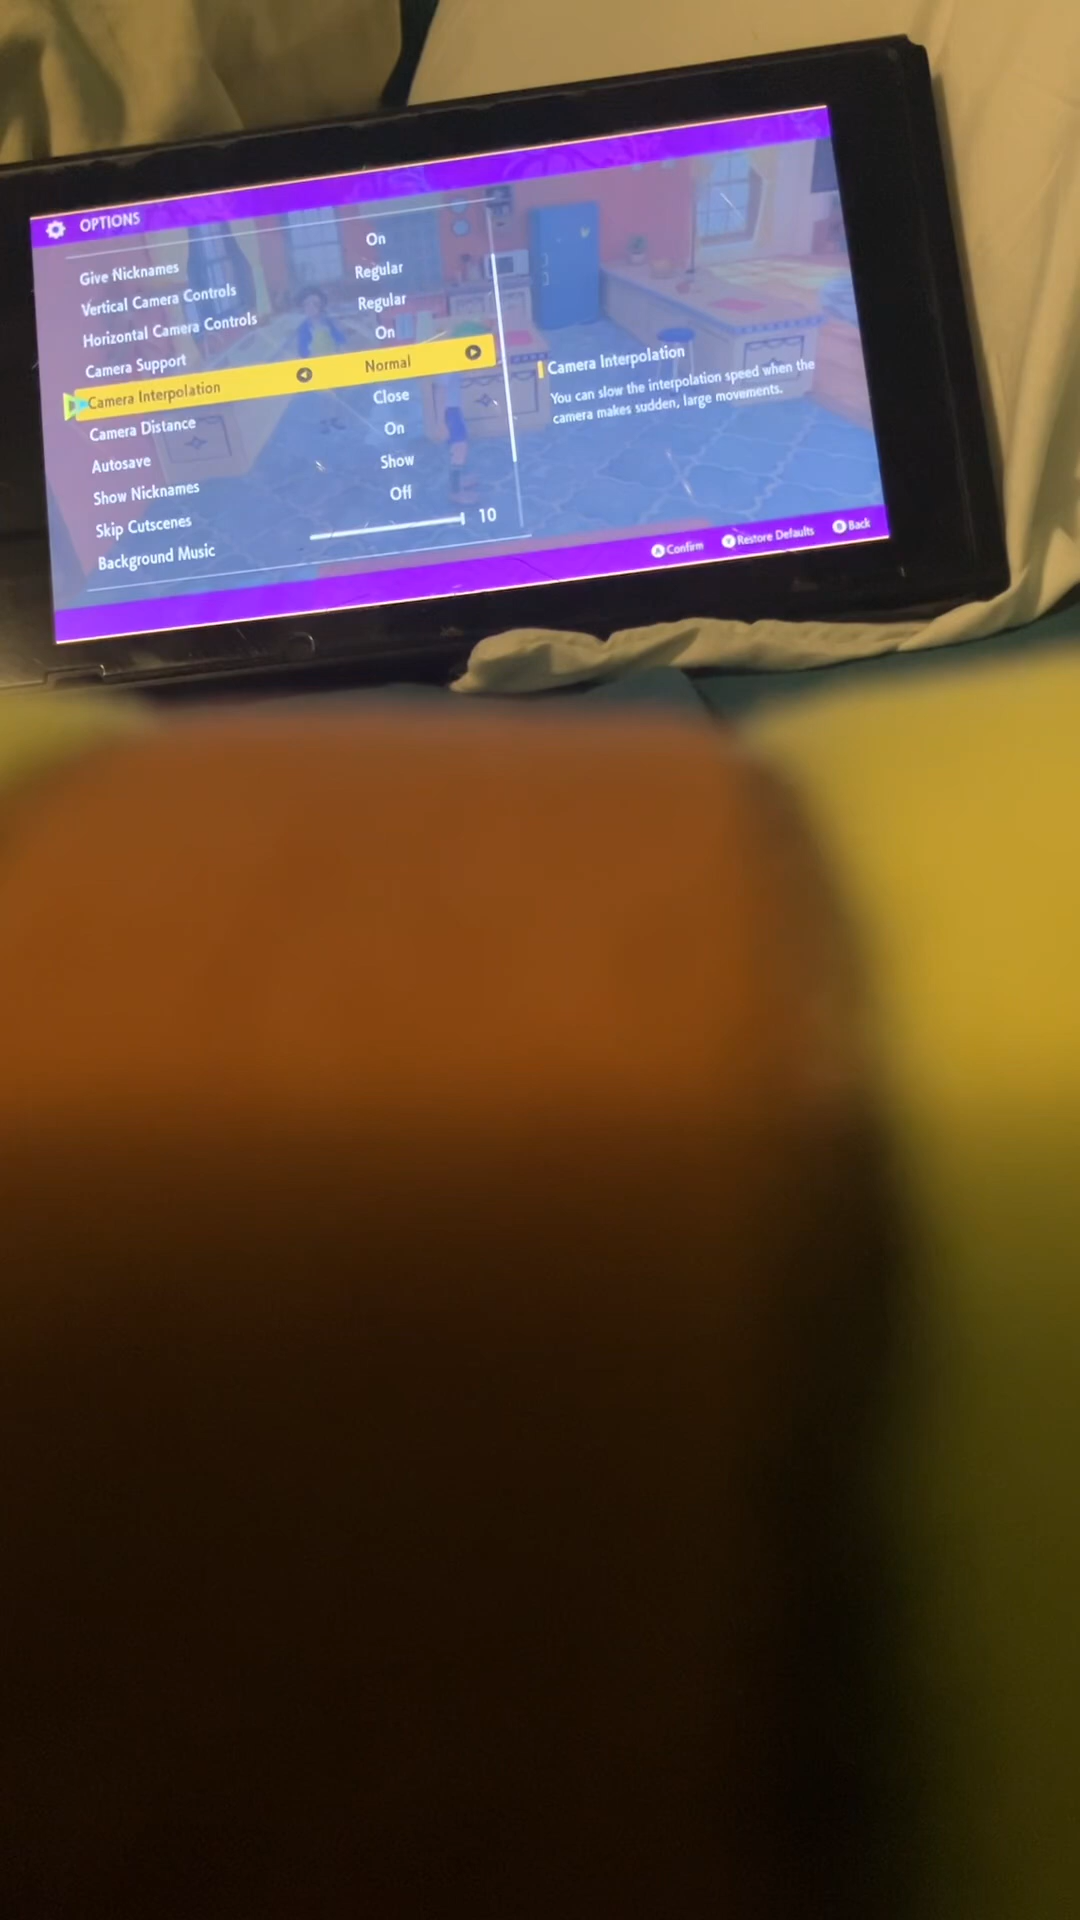 OPTIONS
Give Nicknames On
Vertical Camera Controls Regular
Horizontal Camera Controls Regular
Camera Support On
Camera Interpolation Normal
Camera Distance Close
Autosave On
Show Nicknames Show
Skip Cutscenes Off
Background Music 10
Camera Interpolation
You can slow the interpolation speed when the
camera makes sudden, large movements.
A Confirm Y Restore Defaults B Back